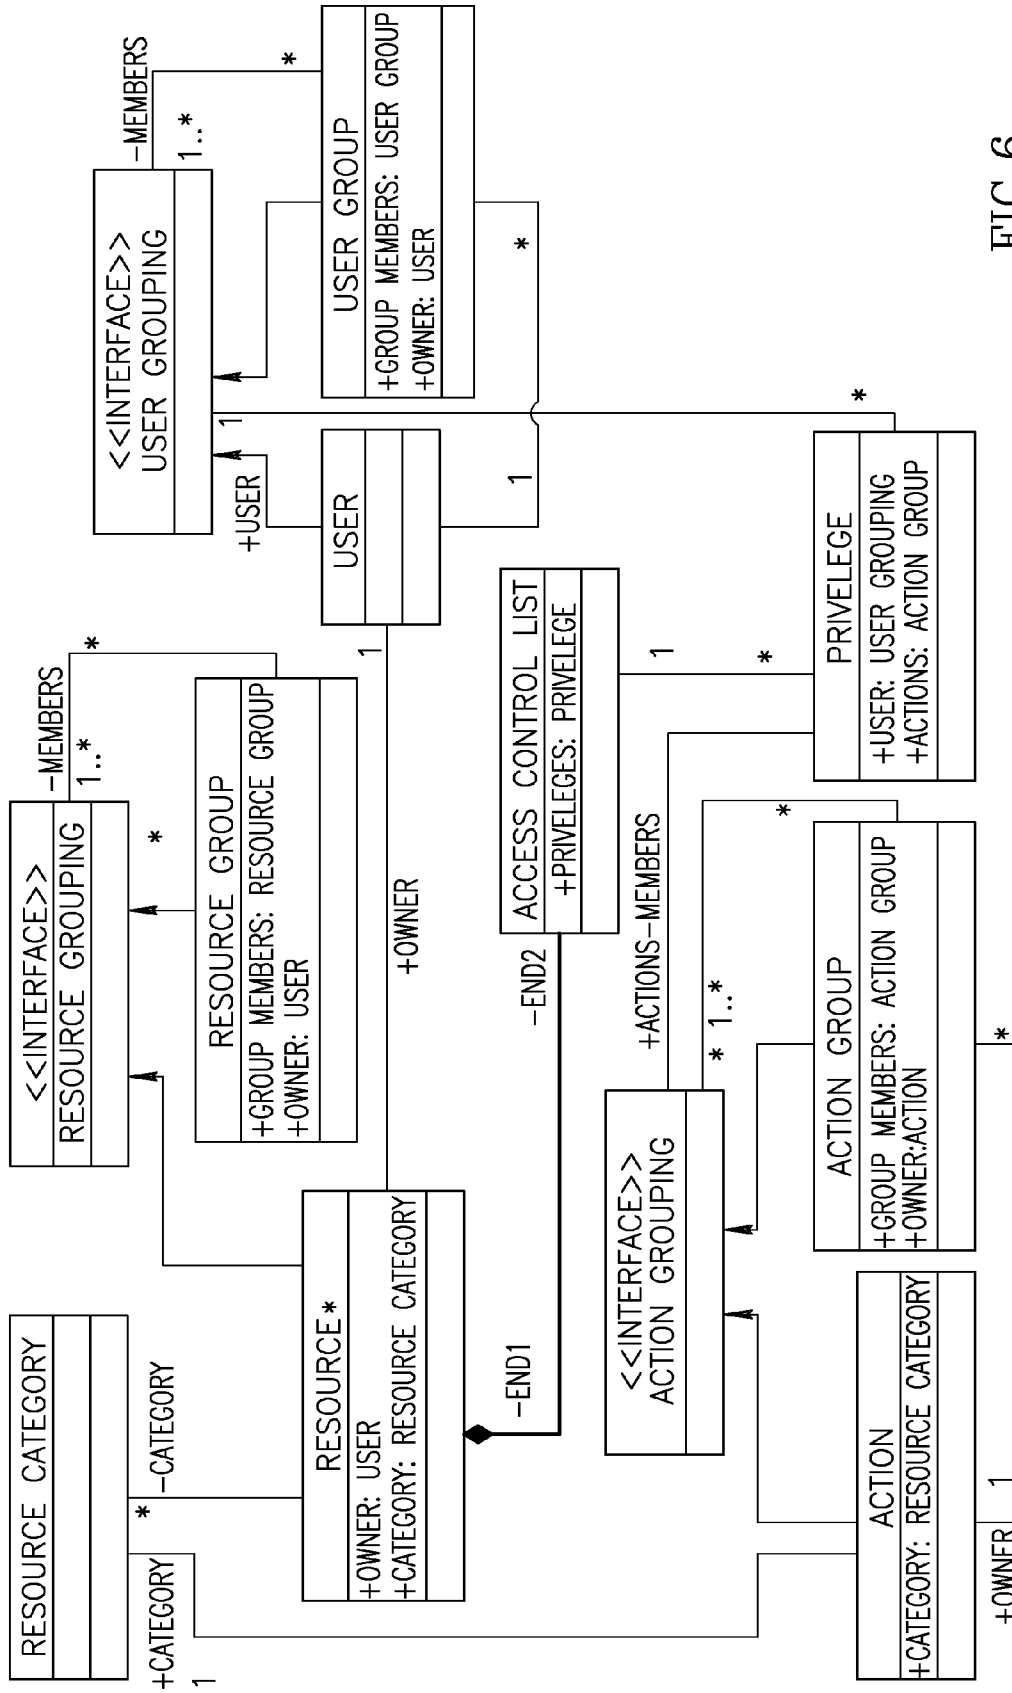 RESOURCE CATEGORY
+CATEGORY
1
*
-CATEGORY
<<INTERFACE>>
RESOURCE GROUPING
-MEMBERS
1..*
*
*
RESOURCE GROUP
+GROUP MEMBERS: RESOURCE GROUP
+OWNER: USER
<<INTERFACE>>
USER GROUPING
-MEMBERS
1..*
*
+USER
1
USER GROUP
+GROUP MEMBERS: USER GROUP
+OWNER: USER
*
USER
1
1
RESOURCE*
+OWNER: USER
+CATEGORY: RESOURCE CATEGORY
+OWNER
-END1
-END2
ACCESS CONTROL LIST
+PRIVELEGES: PRIVELEGE
1
*
<<INTERFACE>>
ACTION GROUPING
+ACTIONS-MEMBERS
* 1..*
*
ACTION
+CATEGORY: RESOURCE CATEGORY
+OWNER
1
ACTION GROUP
+GROUP MEMBERS: ACTION GROUP
+OWNER:ACTION
*
PRIVELEGE
+USER: USER GROUPING
+ACTIONS: ACTION GROUP
*
FIG. 6